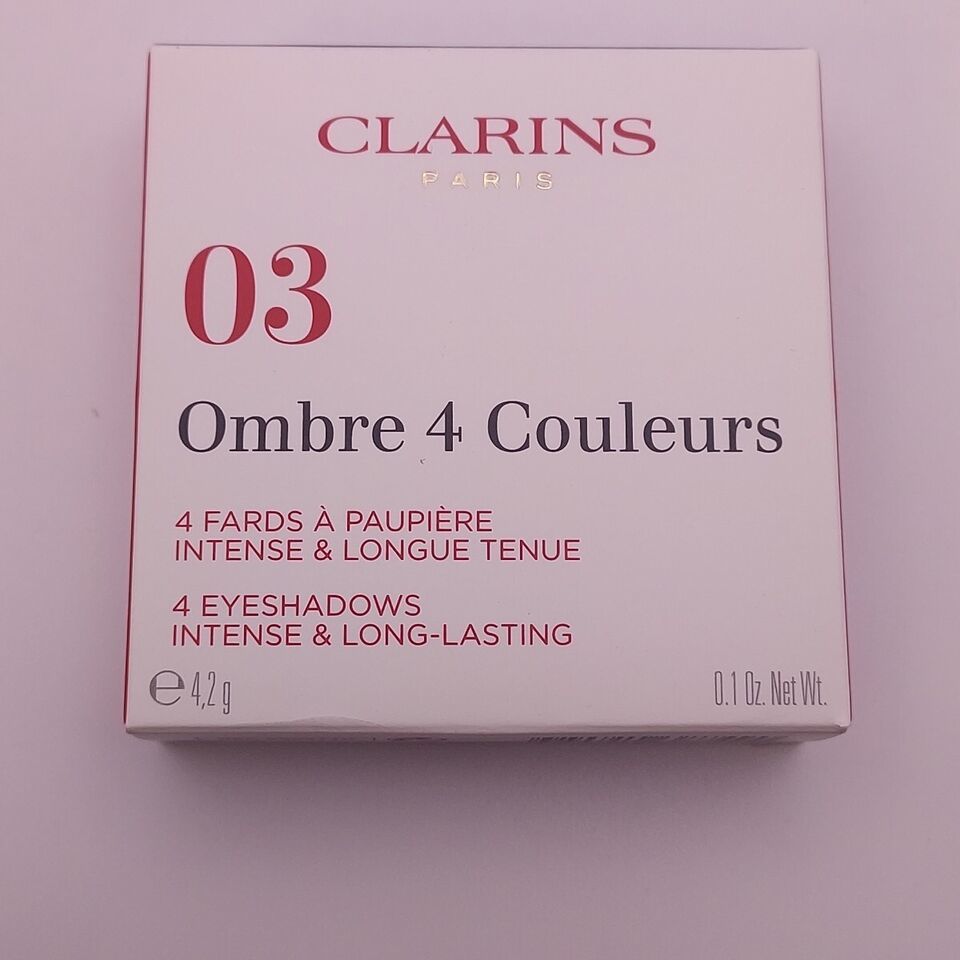 CLARINS
PARIS
03
Ombre 4 Couleurs
4 FARDS À PAUPIÈRE
INTENSE & LONGUE TENUE
4 EYESHADOWS
INTENSE & LONG-LASTING
℮ 4,2 g
0.1 Oz. Net Wt.